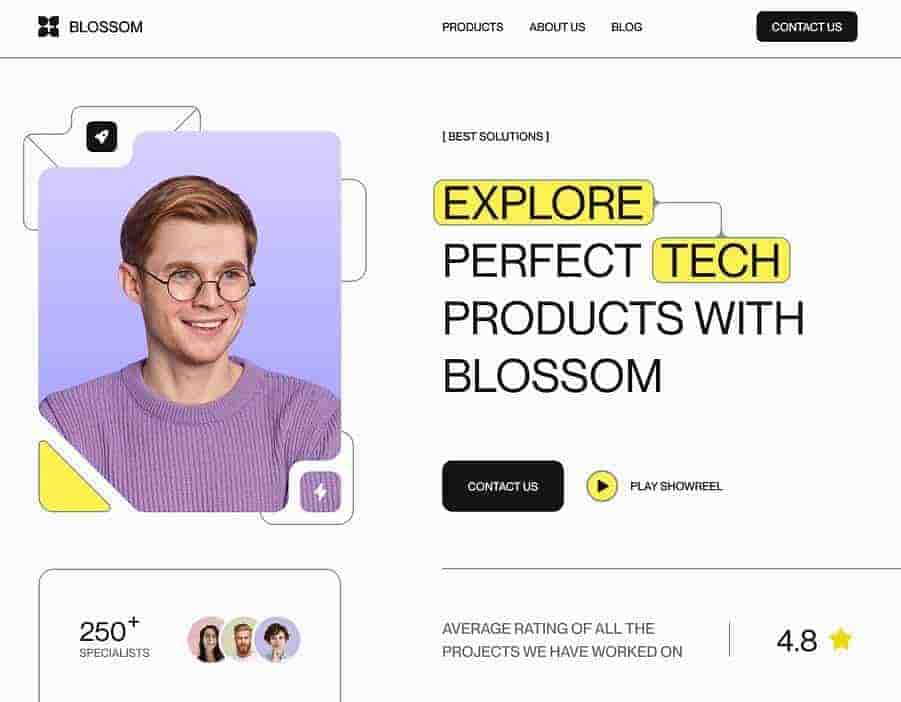 BLOSSOM
PRODUCTS ABOUT US BLOG
CONTACT US
[ BEST SOLUTIONS ]
EXPLORE
PERFECT TECH
PRODUCTS WITH
BLOSSOM
CONTACT US
PLAY SHOWREEL
250+
SPECIALISTS
AVERAGE RATING OF ALL THE
PROJECTS WE HAVE WORKED ON
4.8